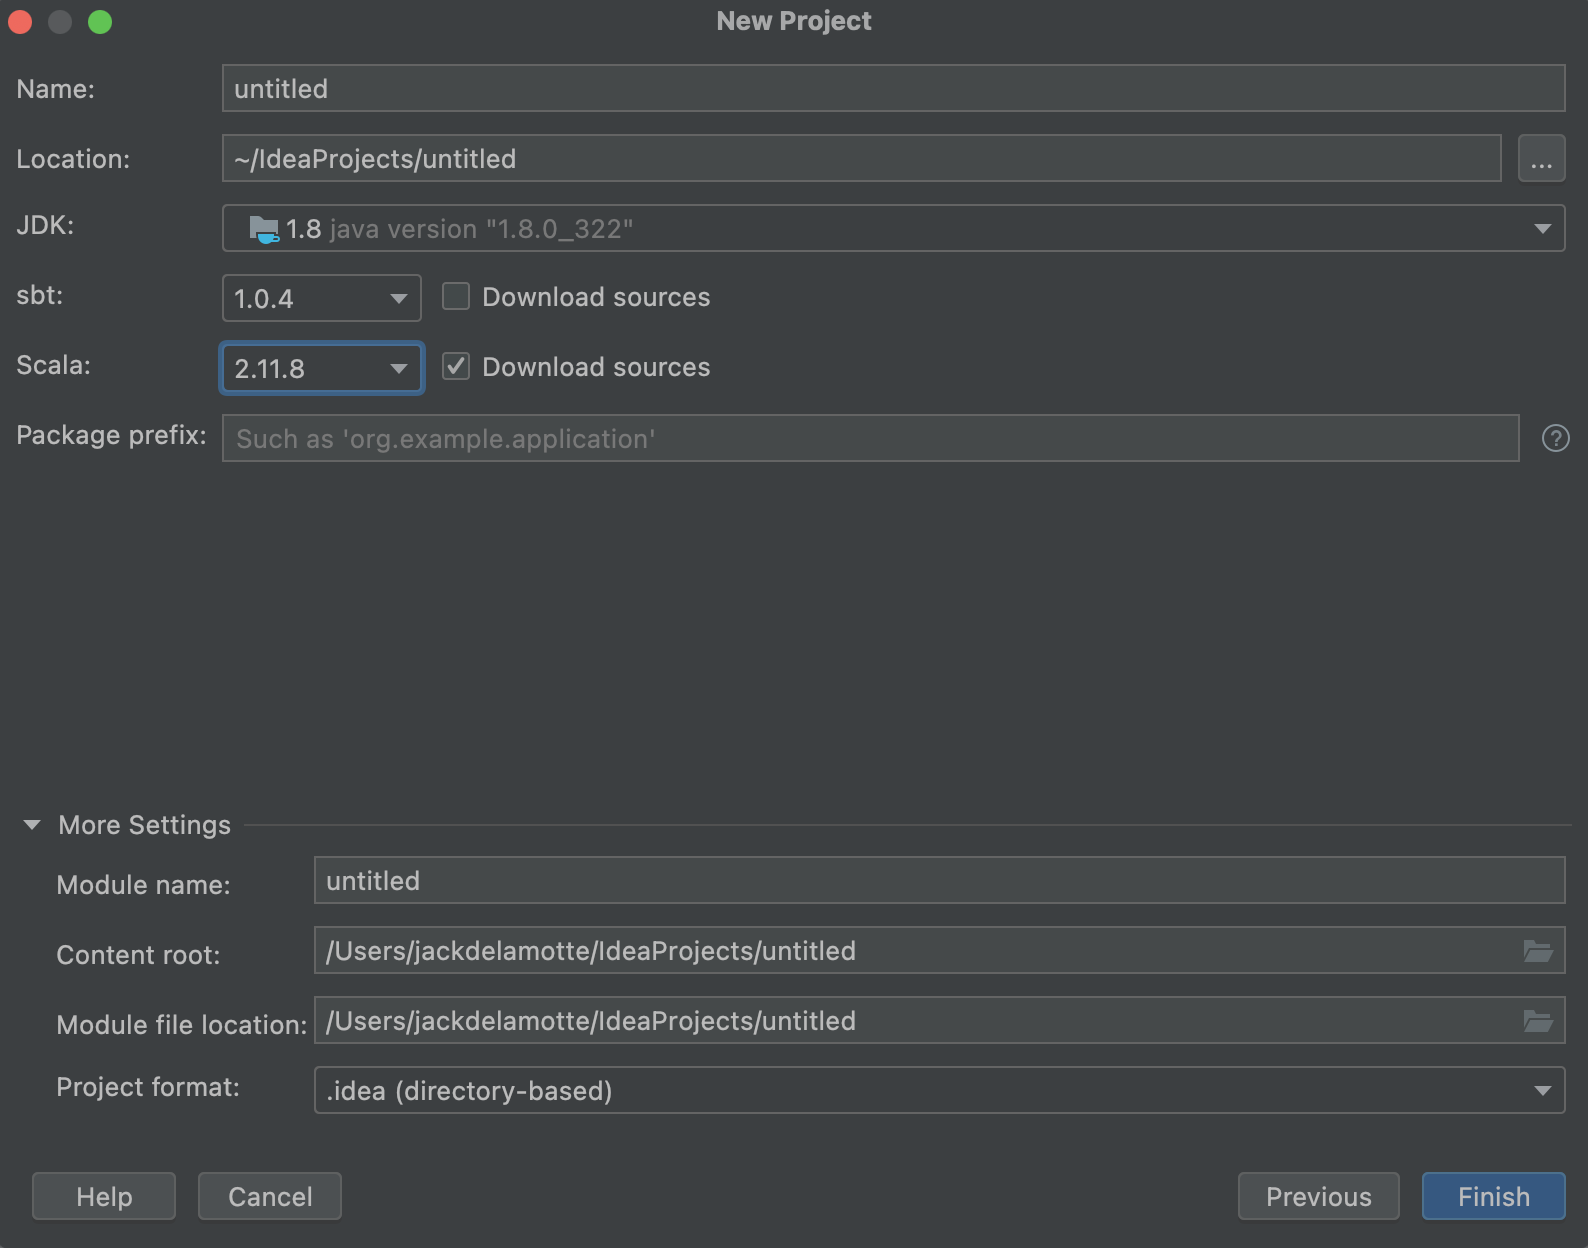 New Project
Name: untitled
Location: ~/IdeaProjects/untitled ...
JDK: 1.8 java version "1.8.0_322"
sbt: 1.0.4 Download sources
Scala: 2.11.8 Download sources
Package prefix: Such as 'org.example.application' ?
More Settings
Module name: untitled
Content root: /Users/jackdelamotte/IdeaProjects/untitled
Module file location: /Users/jackdelamotte/IdeaProjects/untitled
Project format: .idea (directory-based)
Help Cancel Previous Finish